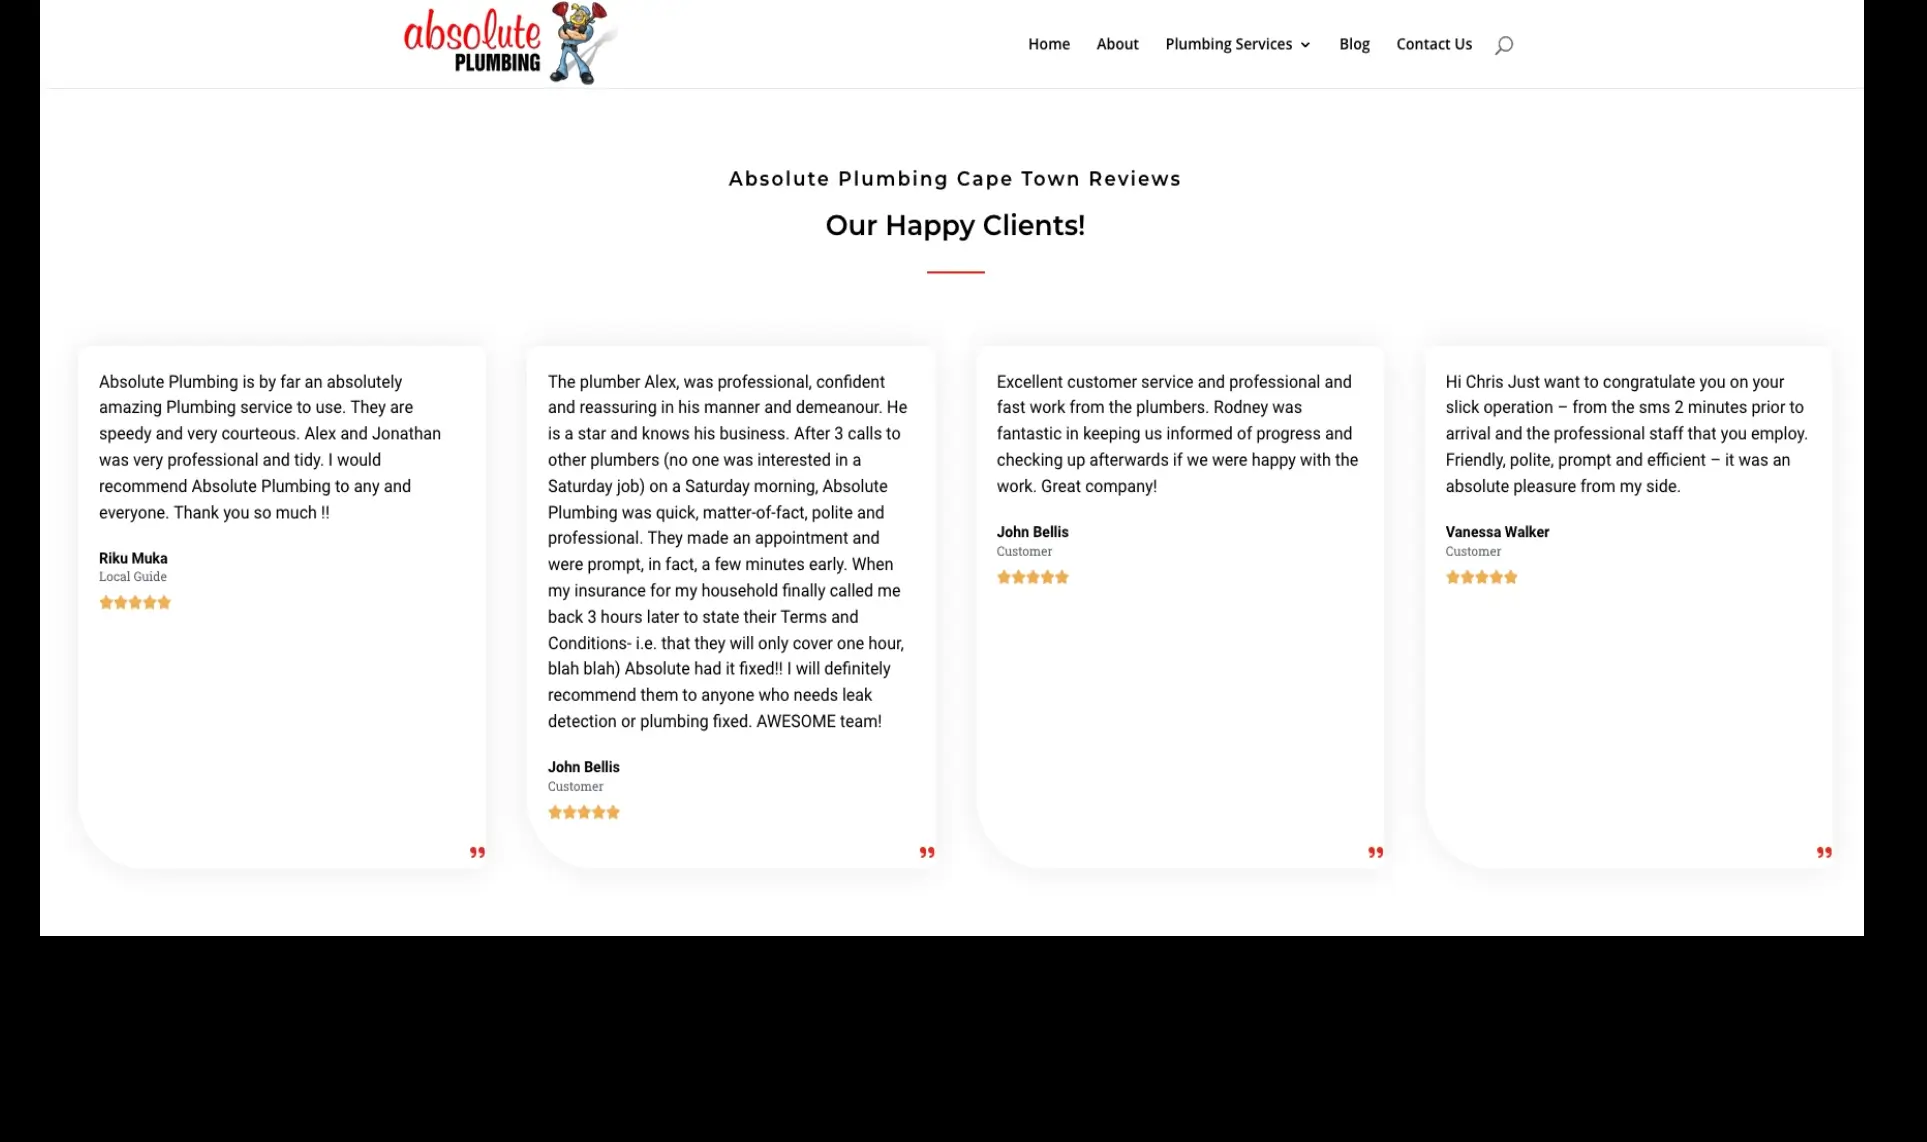 absolute
PLUMBING
Home About Plumbing Services Blog Contact Us
Absolute Plumbing Cape Town Reviews
Our Happy Clients!
Absolute Plumbing is by far an absolutely
amazing Plumbing service to use. They are
speedy and very courteous. Alex and Jonathan
was very professional and tidy. I would
recommend Absolute Plumbing to any and
everyone. Thank you so much !!
Riku Muka
Local Guide
”
The plumber Alex, was professional, confident
and reassuring in his manner and demeanour. He
is a star and knows his business. After 3 calls to
other plumbers (no one was interested in a
Saturday job) on a Saturday morning, Absolute
Plumbing was quick, matter-of-fact, polite and
professional. They made an appointment and
were prompt, in fact, a few minutes early. When
my insurance for my household finally called me
back 3 hours later to state their Terms and
Conditions- i.e. that they will only cover one hour,
blah blah) Absolute had it fixed!! I will definitely
recommend them to anyone who needs leak
detection or plumbing fixed. AWESOME team!
John Bellis
Customer
”
Excellent customer service and professional and
fast work from the plumbers. Rodney was
fantastic in keeping us informed of progress and
checking up afterwards if we were happy with the
work. Great company!
John Bellis
Customer
”
Hi Chris Just want to congratulate you on your
slick operation – from the sms 2 minutes prior to
arrival and the professional staff that you employ.
Friendly, polite, prompt and efficient – it was an
absolute pleasure from my side.
Vanessa Walker
Customer
”